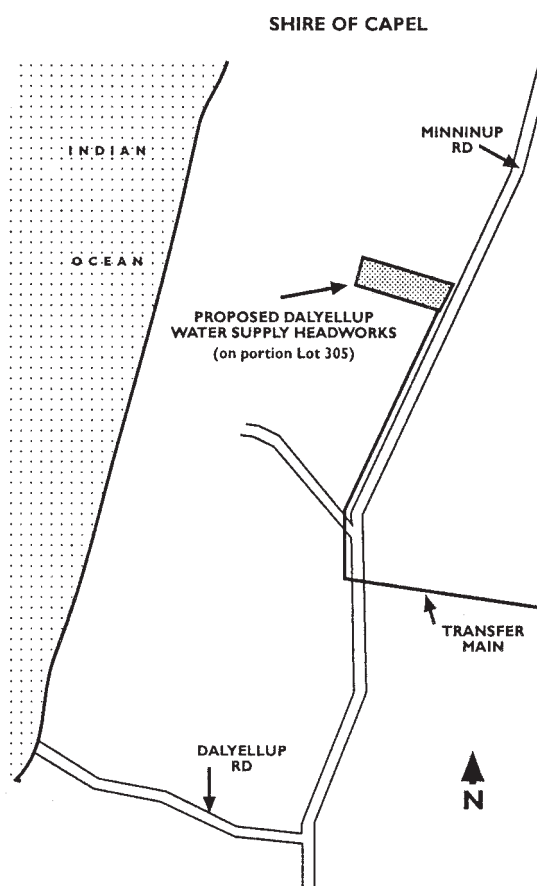 SHIRE OF CAPEL
MINNINUP
RD
INDIAN
OCEAN
PROPOSED DALYELLUP
WATER SUPPLY HEADWORKS
(on portion Lot 305)
TRANSFER
MAIN
DALYELLUP
RD
N